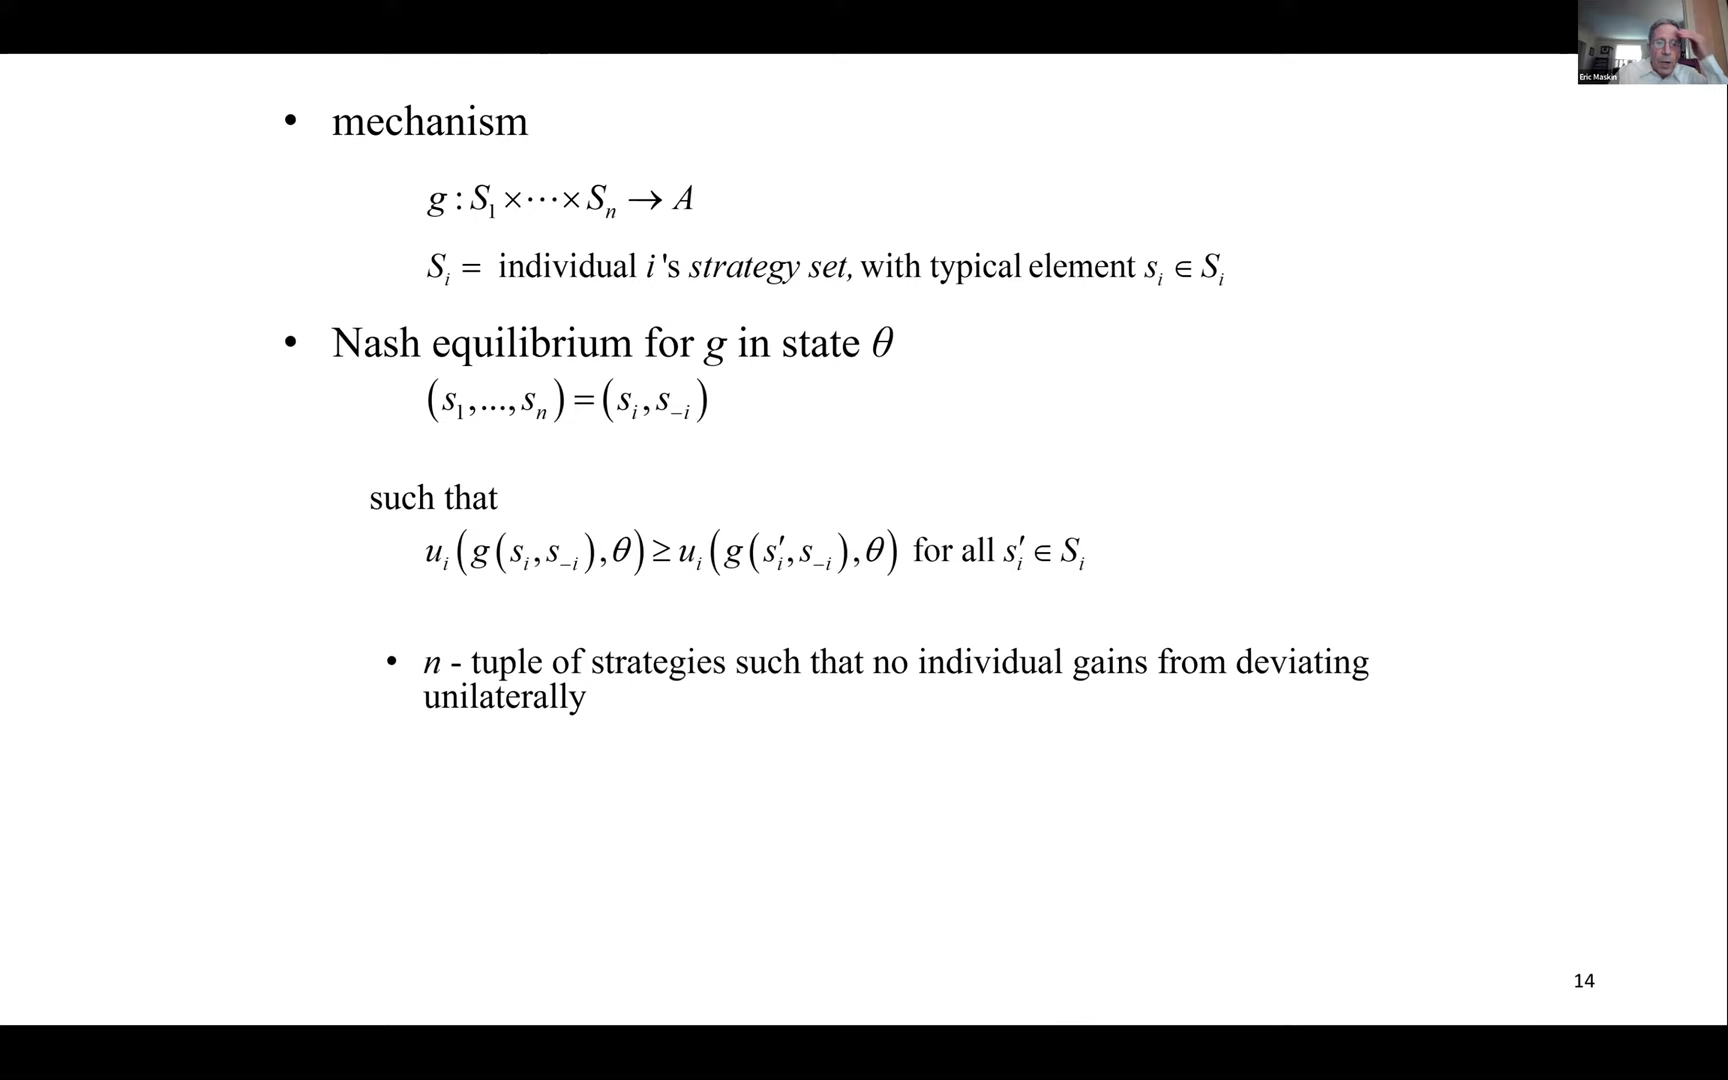 Eric Maskin
• mechanism
g : S₁ × ⋯ × Sₙ → A
Sᵢ = individual i's strategy set, with typical element sᵢ ∈ Sᵢ
• Nash equilibrium for g in state θ
(s₁,...,sₙ) = (sᵢ, s₋ᵢ)
such that
uᵢ(g(sᵢ, s₋ᵢ), θ) ≥ uᵢ(g(s′ᵢ, s₋ᵢ), θ) for all s′ᵢ ∈ Sᵢ
• n - tuple of strategies such that no individual gains from deviating
unilaterally
14